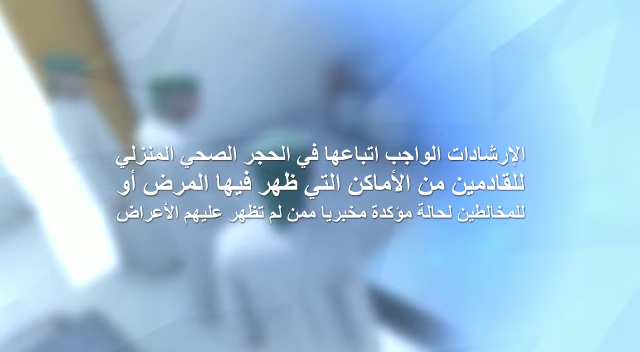 الإرشادات الواجب اتباعها في الحجر الصحي المنزلي
للقادمين من الأماكن التي ظهر فيها المرض أو
للمخالطين لحالة مؤكدة مخبريا ممن لم تظهر عليهم الأعراض